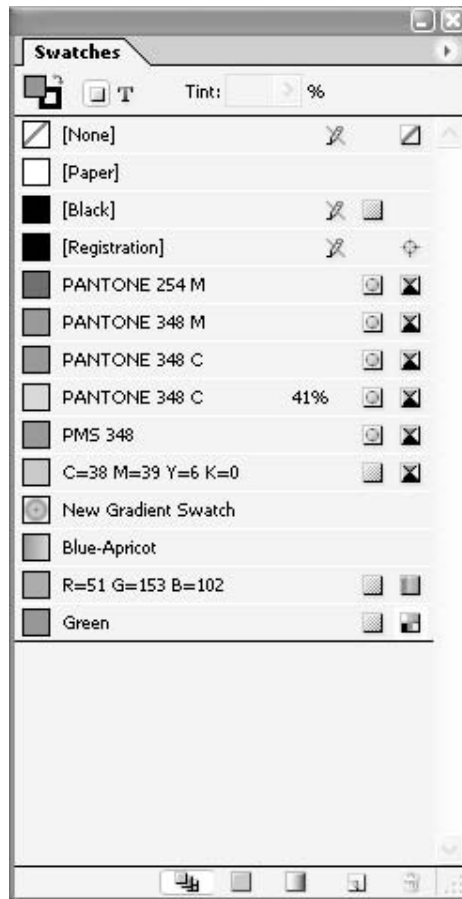 Swatches
T Tint: %
[None]
[Paper]
[Black]
[Registration]
PANTONE 254 M
PANTONE 348 M
PANTONE 348 C
PANTONE 348 C 41%
PMS 348
C=38 M=39 Y=6 K=0
New Gradient Swatch
Blue-Apricot
R=51 G=153 B=102
Green